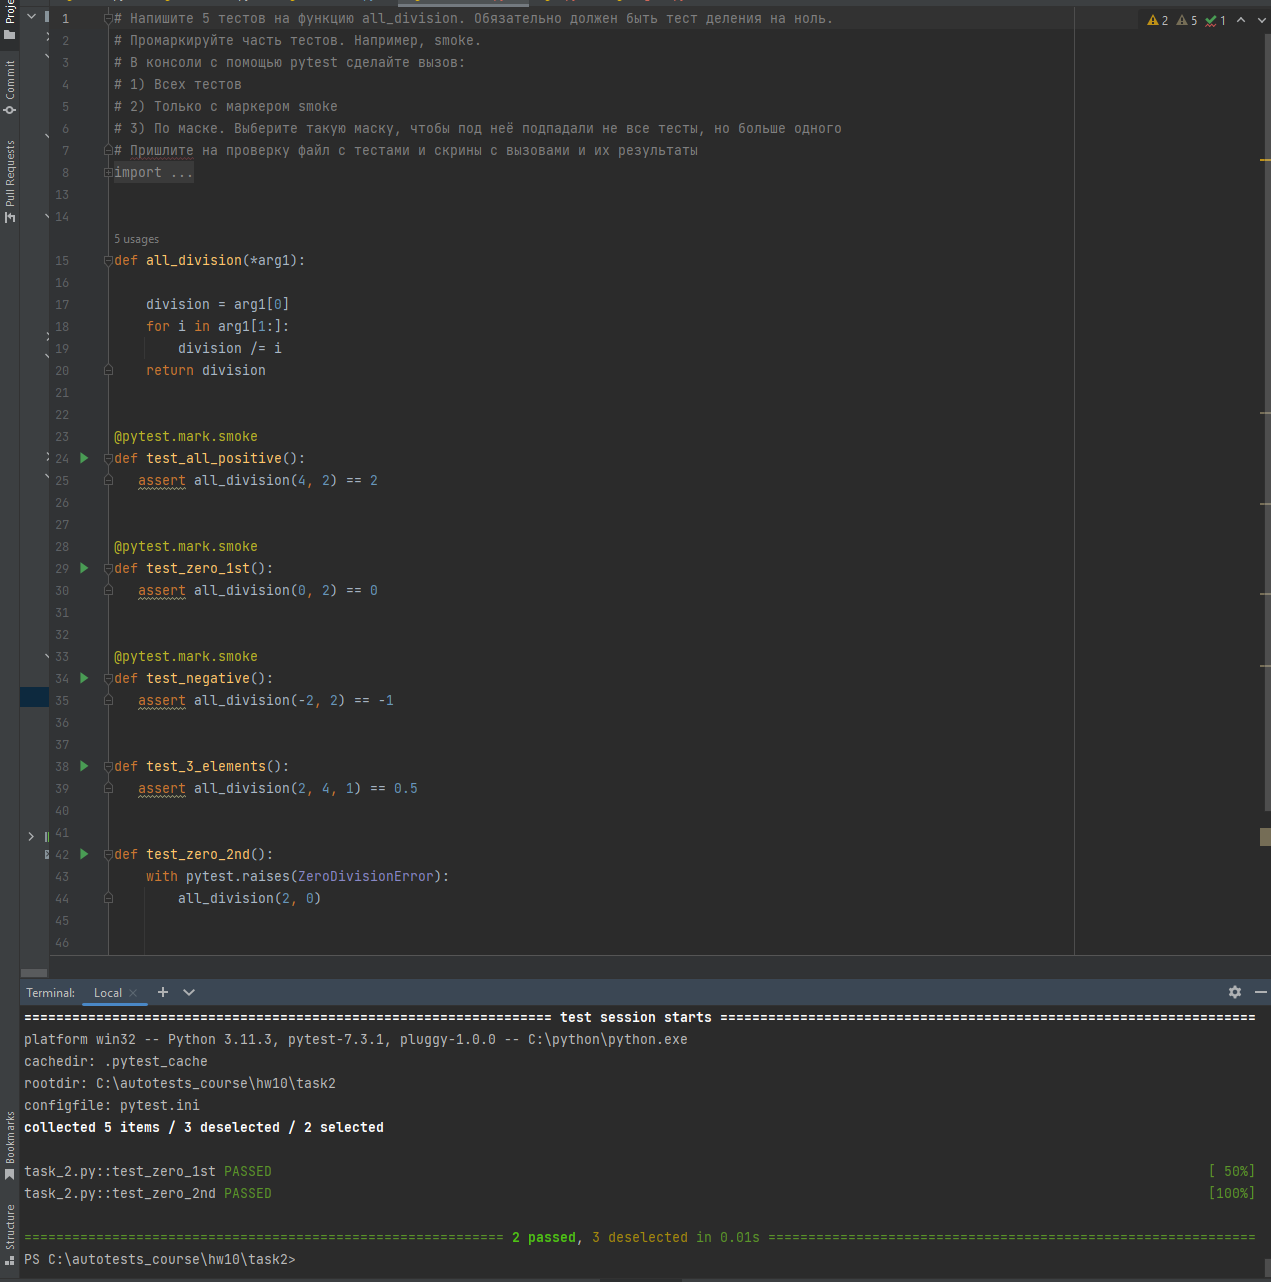 Proje
Commit
Pull Requests
Bookmarks
Structure
2 5 1
1 # Напишите 5 тестов на функцию all_division. Обязательно должен быть тест деления на ноль.
2 # Промаркируйте часть тестов. Например, smoke.
3 # В консоли с помощью pytest сделайте вызов:
4 # 1) Всех тестов
5 # 2) Только с маркером smoke
6 # 3) По маске. Выберите такую маску, чтобы под неё подпадали не все тесты, но больше одного
7 # Пришлите на проверку файл с тестами и скрины с вызовами и их результаты
8 import ...
13
14
5 usages
15 def all_division(*arg1):
16
17 division = arg1[0]
18 for i in arg1[1:]:
19 division /= i
20 return division
21
22
23 @pytest.mark.smoke
24 def test_all_positive():
25 assert all_division(4, 2) == 2
26
27
28 @pytest.mark.smoke
29 def test_zero_1st():
30 assert all_division(0, 2) == 0
31
32
33 @pytest.mark.smoke
34 def test_negative():
35 assert all_division(-2, 2) == -1
36
37
38 def test_3_elements():
39 assert all_division(2, 4, 1) == 0.5
40
41
42 def test_zero_2nd():
43 with pytest.raises(ZeroDivisionError):
44 all_division(2, 0)
45
46
Terminal: Local
================================================================== test session starts ===================================================================
platform win32 -- Python 3.11.3, pytest-7.3.1, pluggy-1.0.0 -- C:\python\python.exe
cachedir: .pytest_cache
rootdir: C:\autotests_course\hw10\task2
configfile: pytest.ini
collected 5 items / 3 deselected / 2 selected
task_2.py::test_zero_1st PASSED [ 50%]
task_2.py::test_zero_2nd PASSED [100%]
============================================================ 2 passed, 3 deselected in 0.01s =============================================================
PS C:\autotests_course\hw10\task2>